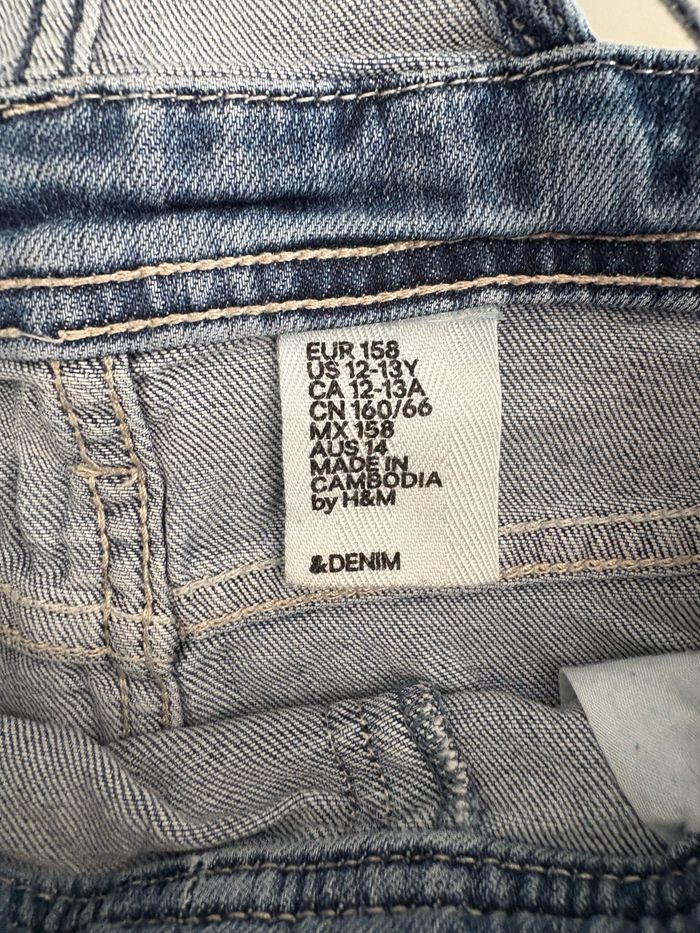 EUR 158
US 12-13Y
CA 12-13A
CN 160/66
MX 158
AUS 14
MADE IN
CAMBODIA
by H&M
&DENIM